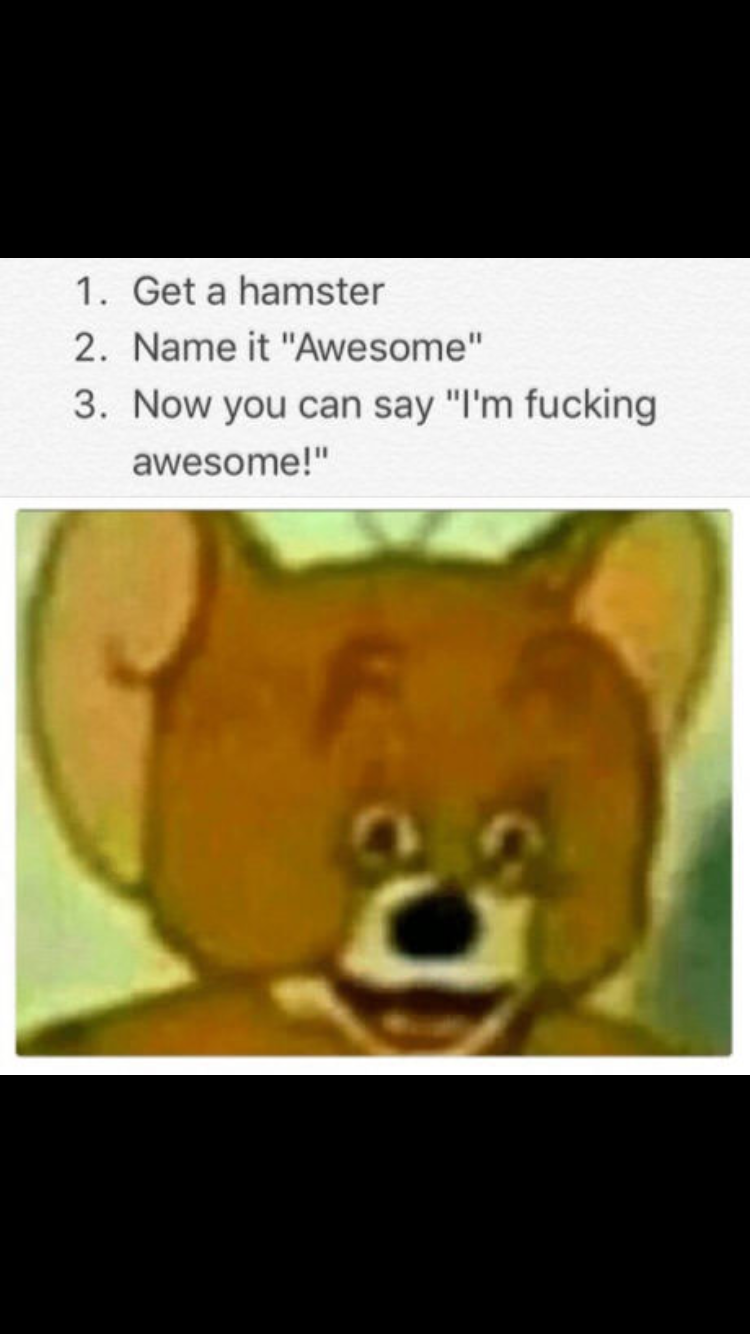 1. Get a hamster
2. Name it "Awesome"
3. Now you can say "I'm fucking
awesome!"